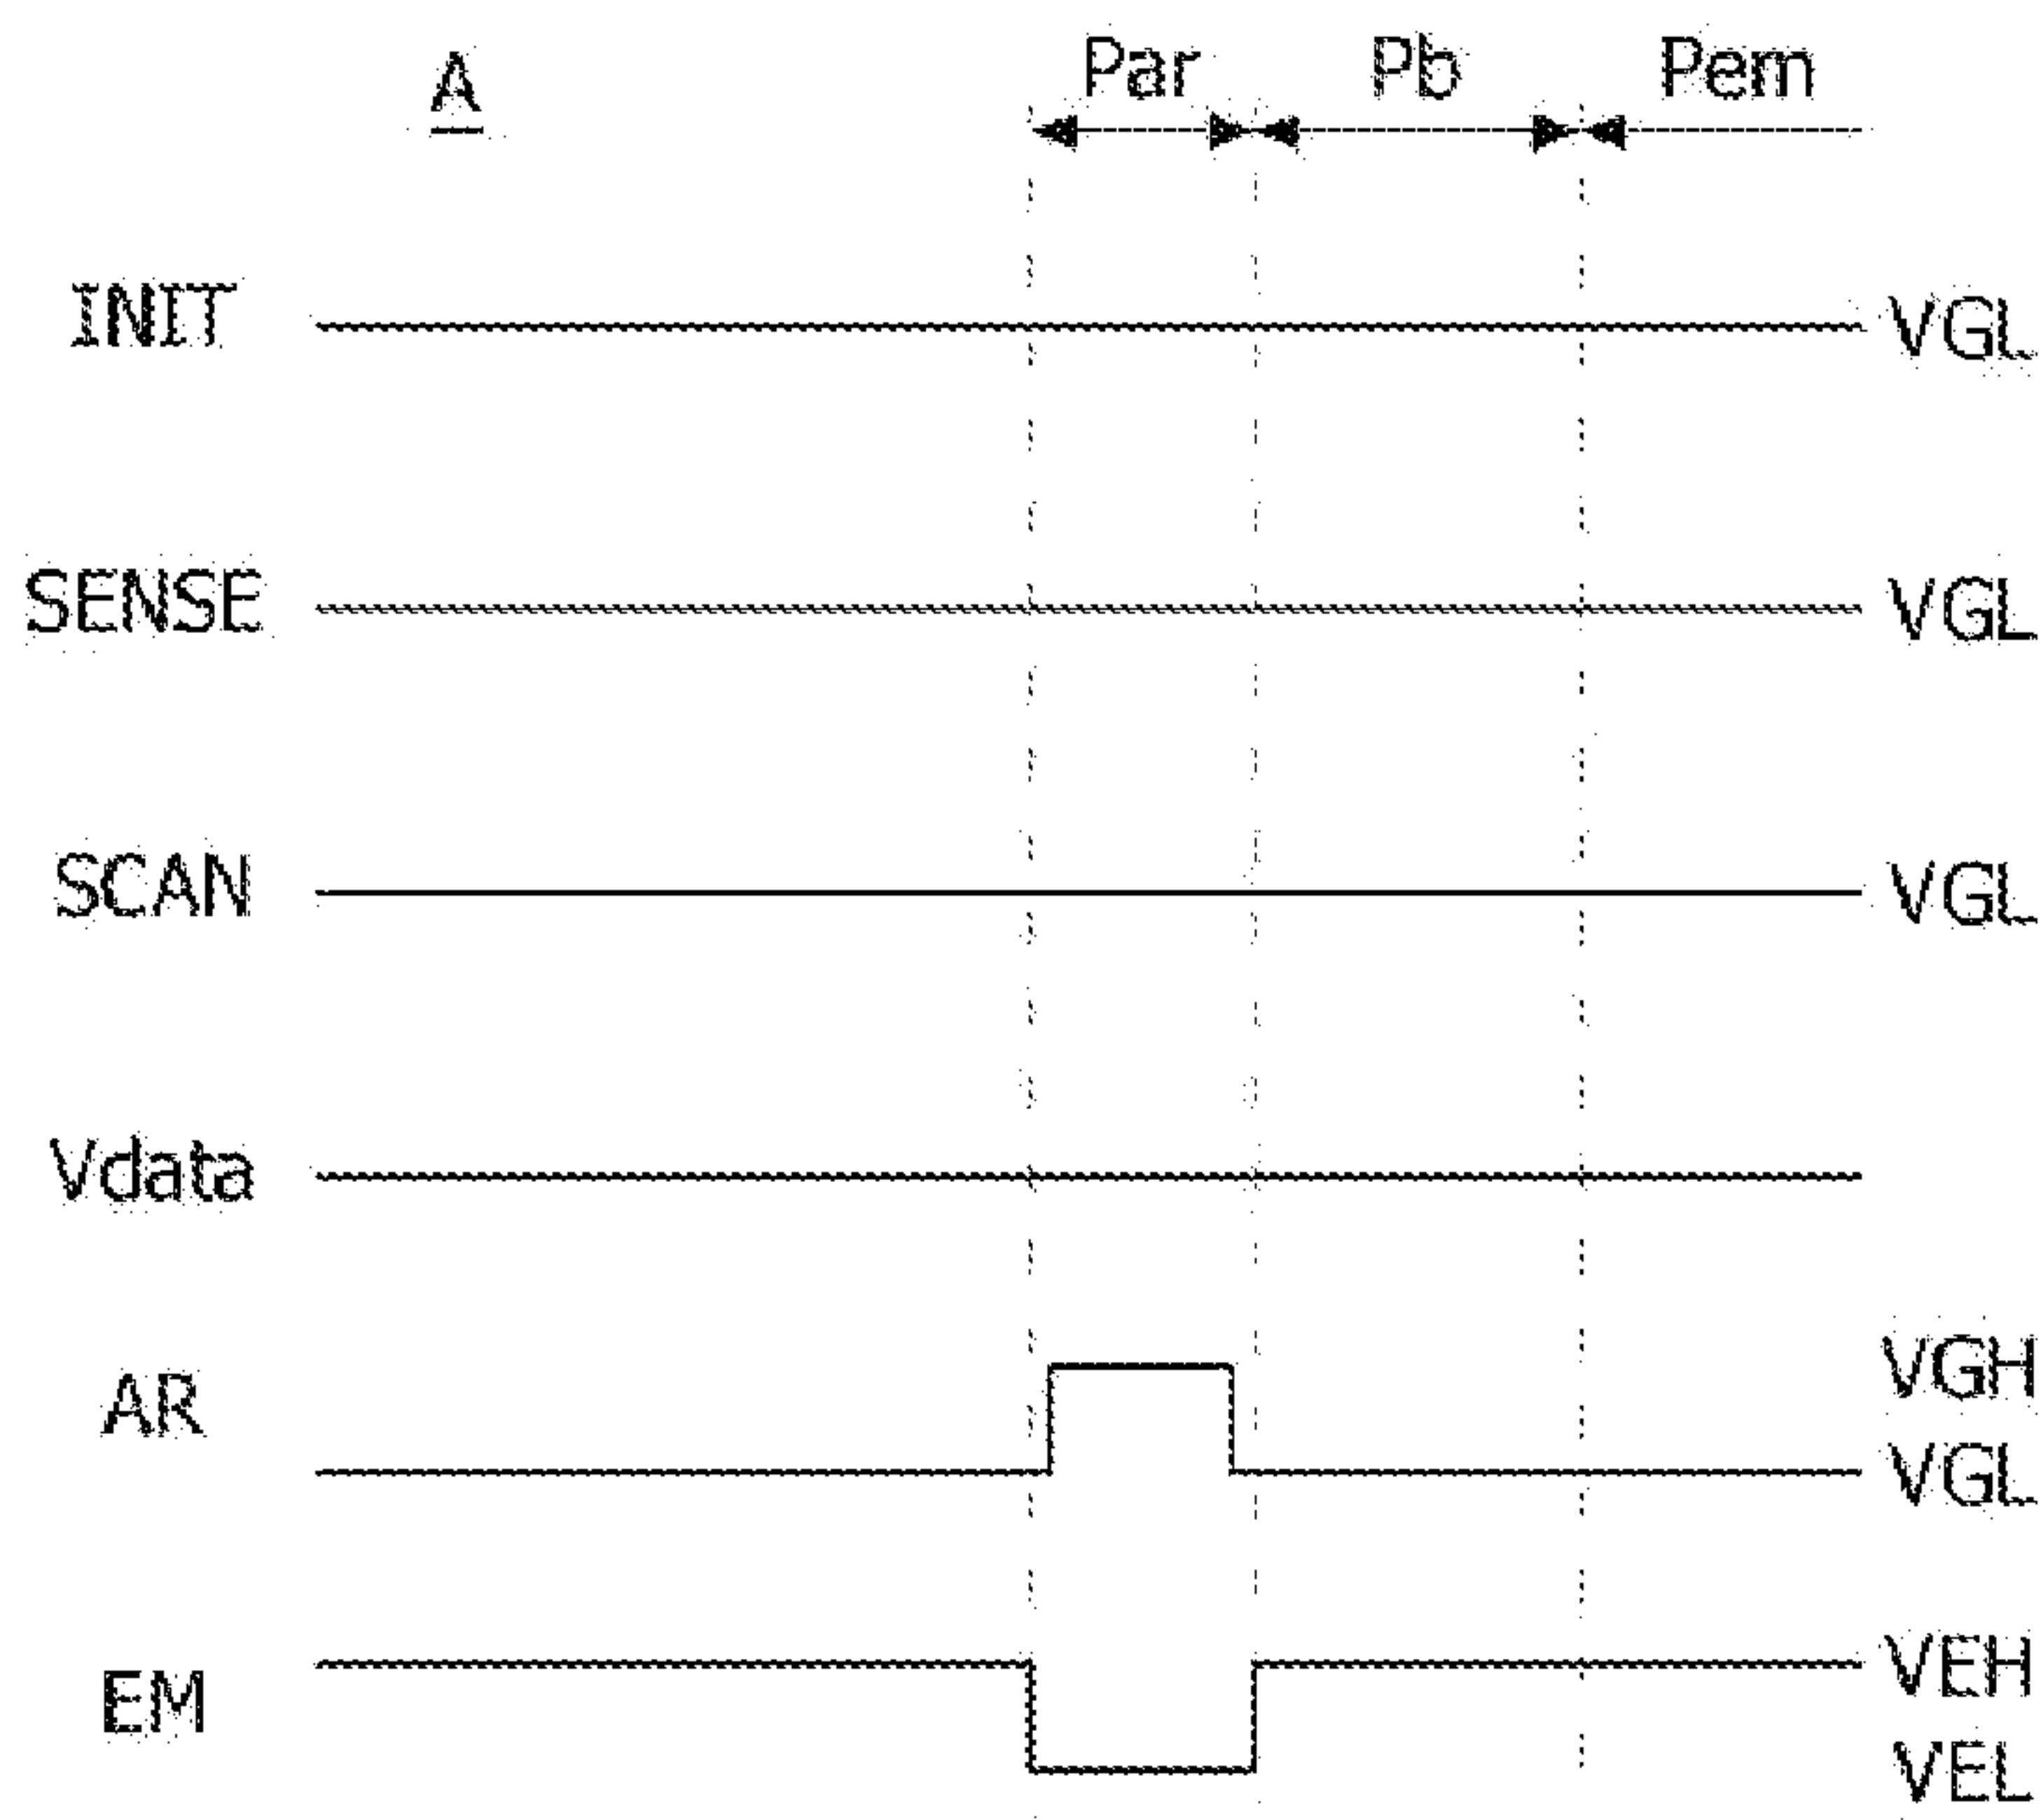 A Par Pb Pem
INIT VGL
SENSE VGL
SCAN VGL
Vdata
AR VGH
VGL
EM VEH
VEL